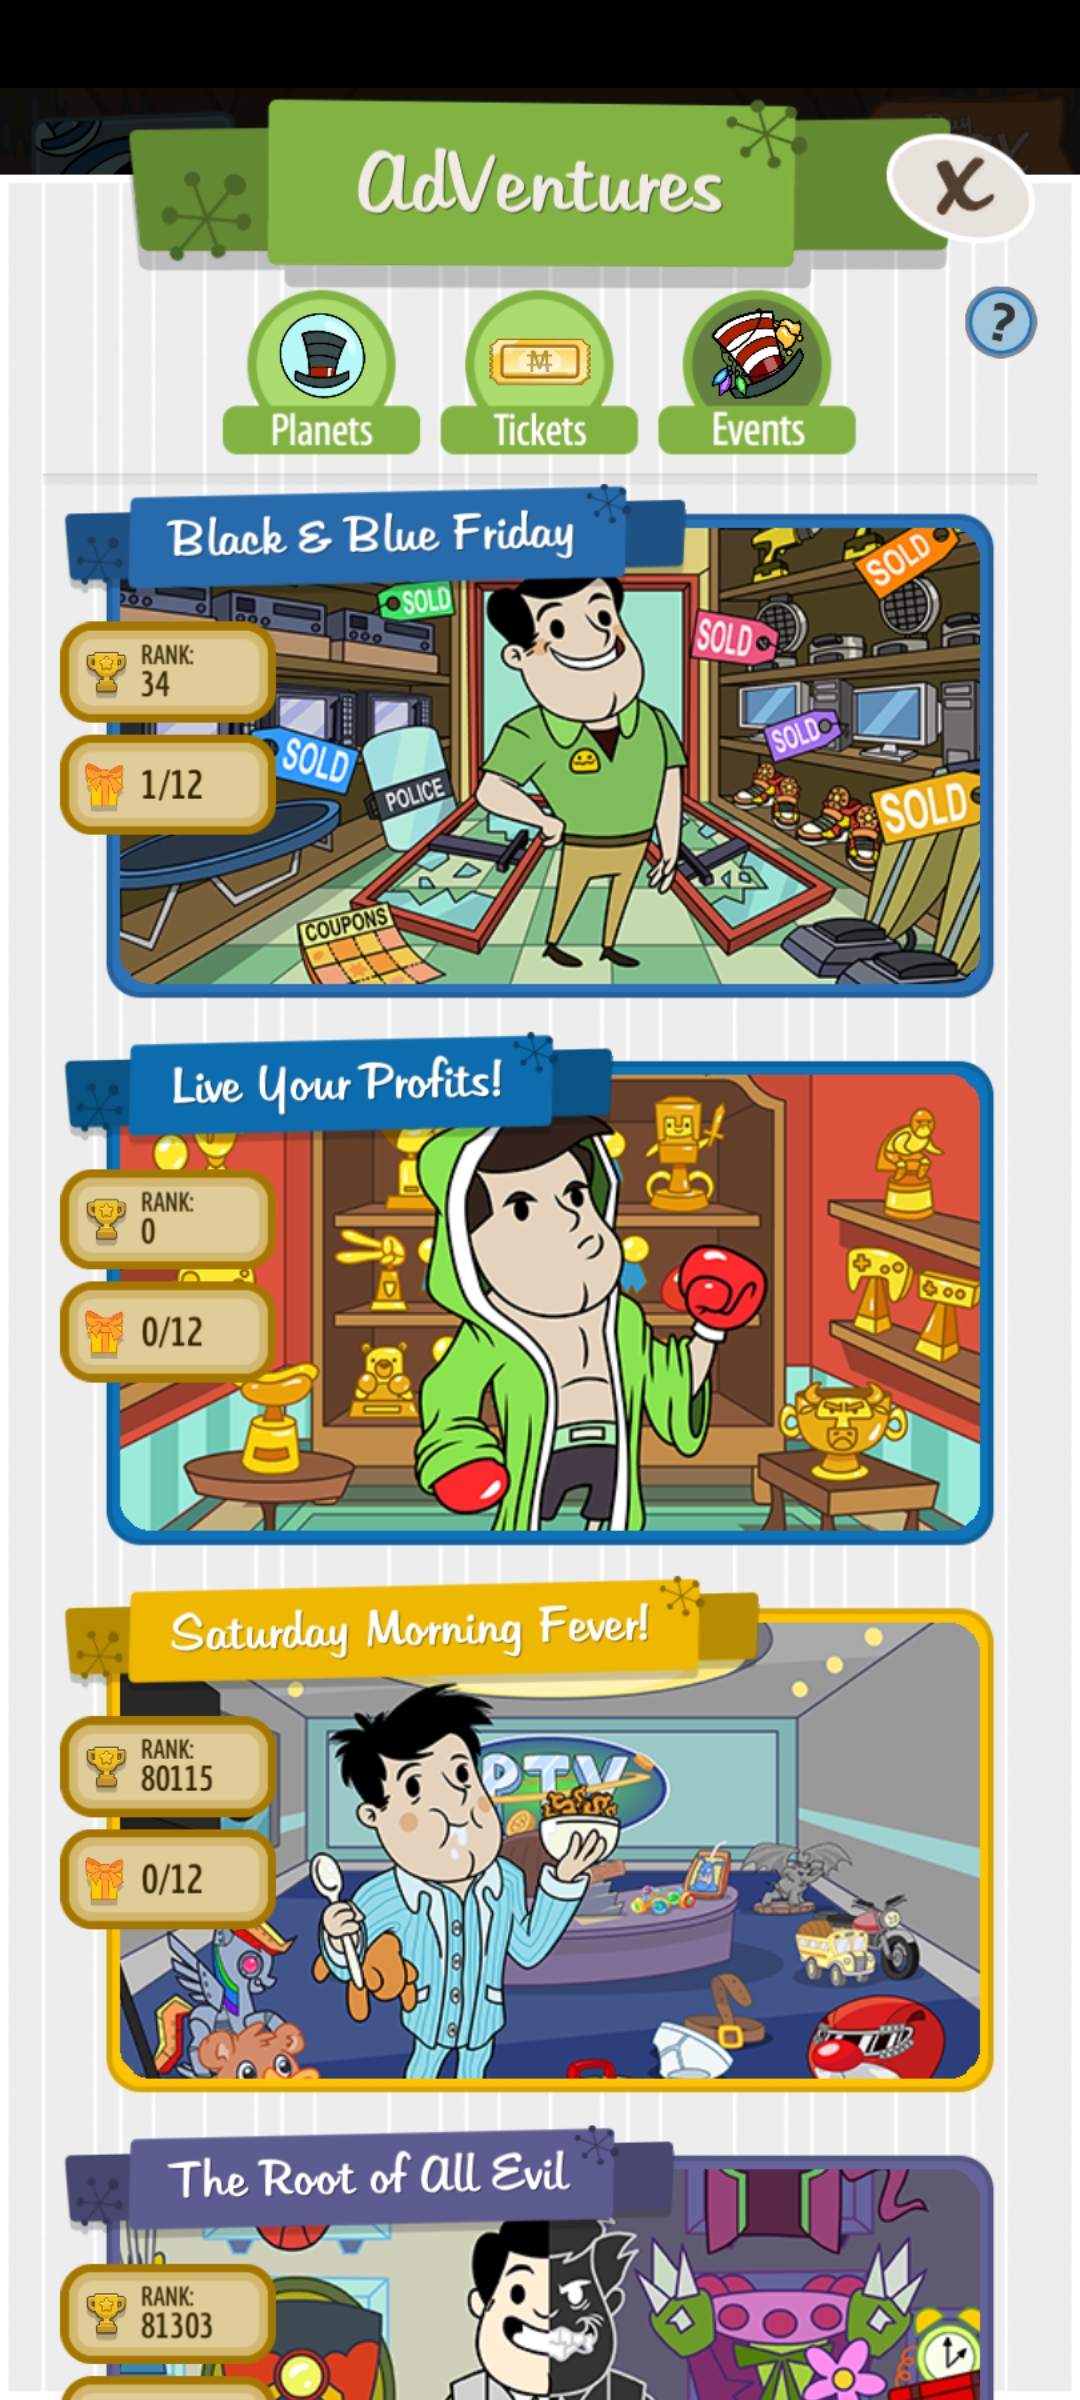 AdVentures
X
?
Planets
Tickets
Events
Black & Blue Friday
SOLD
SOLD
SOLD
RANK:
34
SOLD
SOLD
1/12
POLICE
SOLD
COUPONS
Live Your Profits!
RANK:
0
0/12
Saturday Morning Fever!
RANK:
80115
PTV
0/12
The Root of All Evil
RANK:
81303